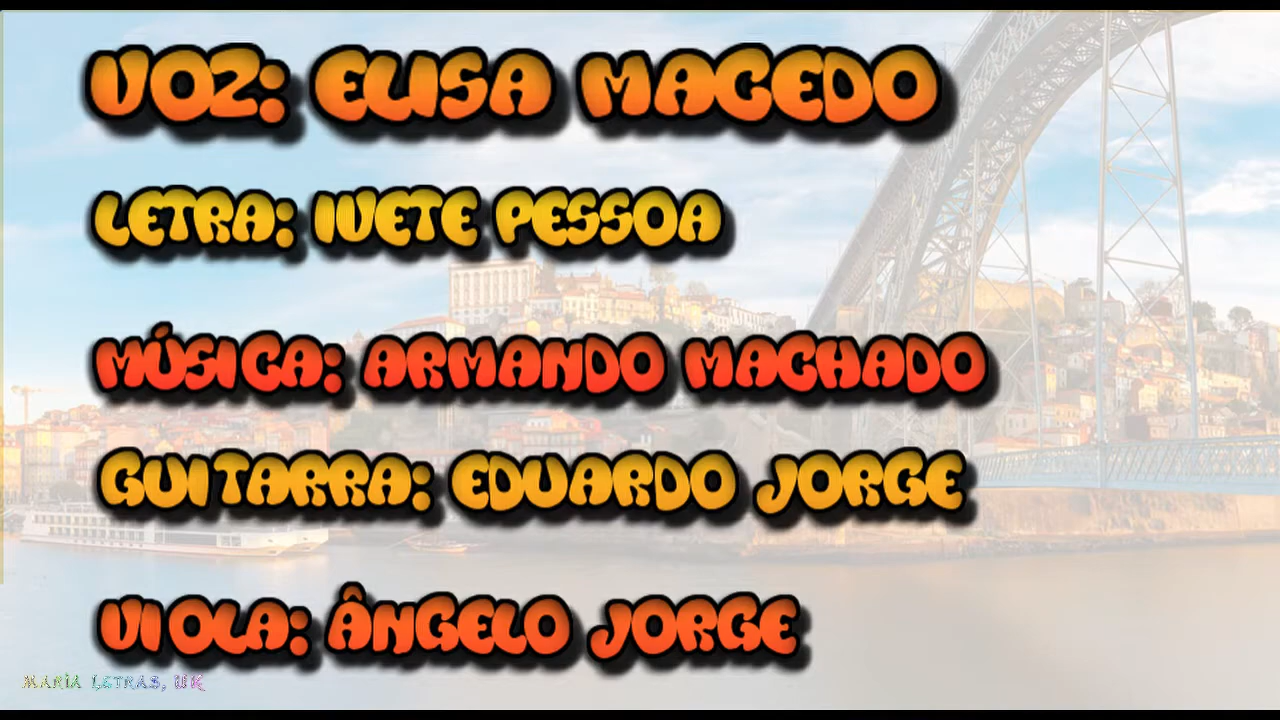 VOZ: ELISA MACEDO
LETRA: IVETE PESSOA
MÚSICA: ARMANDO MACHADO
GUITARRA: EDUARDO JORGE
VIOLA: ÂNGELO JORGE
MARIA LETRAS, UK